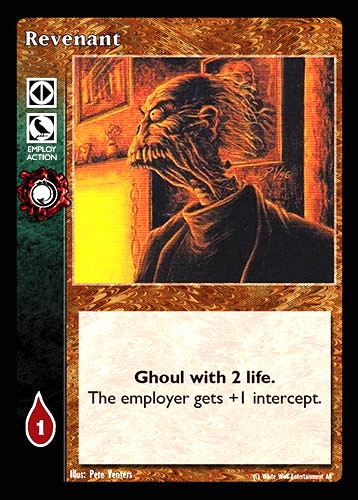 Revenant
EMPLOY
ACTION
Ghoul with 2 life.
The employer gets +1 intercept.
1
Illus: Pete Venters
(C) White Wolf Entertainment AB